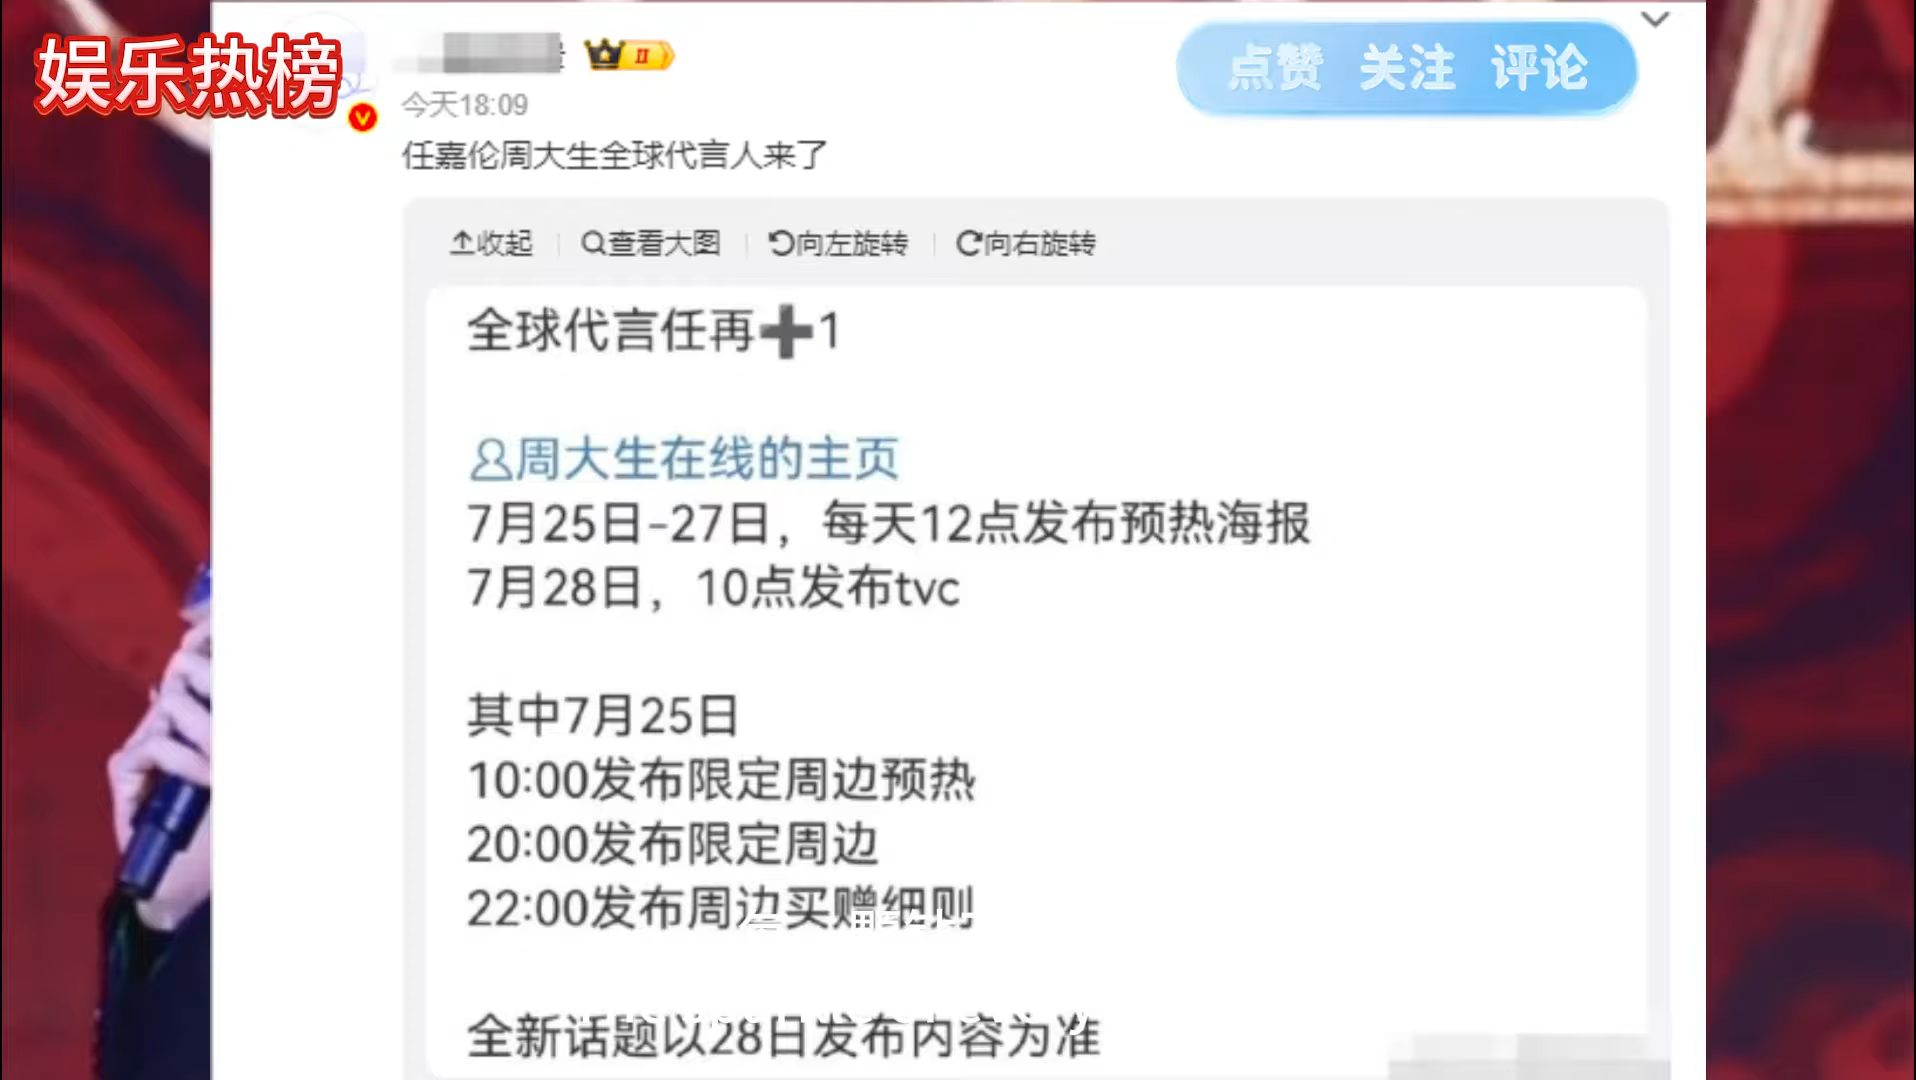 娱乐热榜
点赞 关注 评论
II
今天18:09
任嘉伦周大生全球代言人来了
收起 查看大图 向左旋转 向右旋转
全球代言任再➕1
周大生在线的主页
7月25日-27日，每天12点发布预热海报
7月28日，10点发布tvc
其中7月25日
10:00发布限定周边预热
20:00发布限定周边
22:00发布周边买赠细则
全新话题以28日发布内容为准